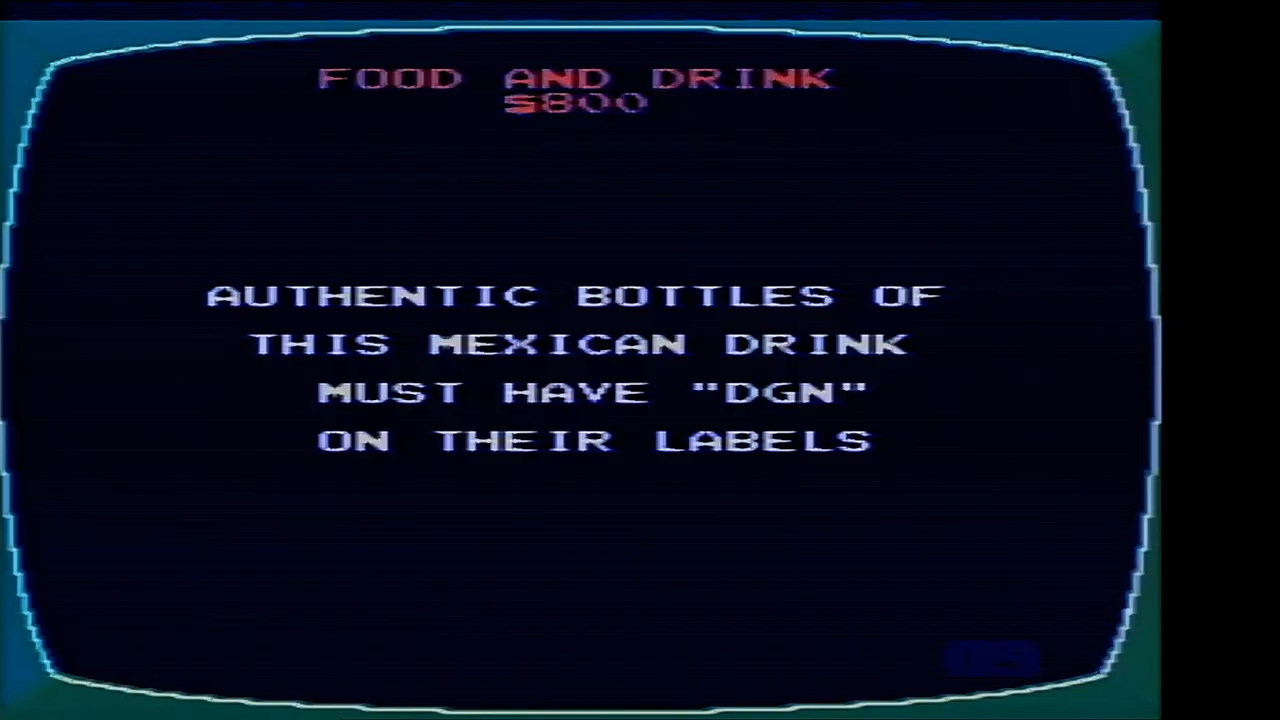 FOOD AND DRINK
$800
AUTHENTIC BOTTLES OF
THIS MEXICAN DRINK
MUST HAVE "DGN"
ON THEIR LABELS